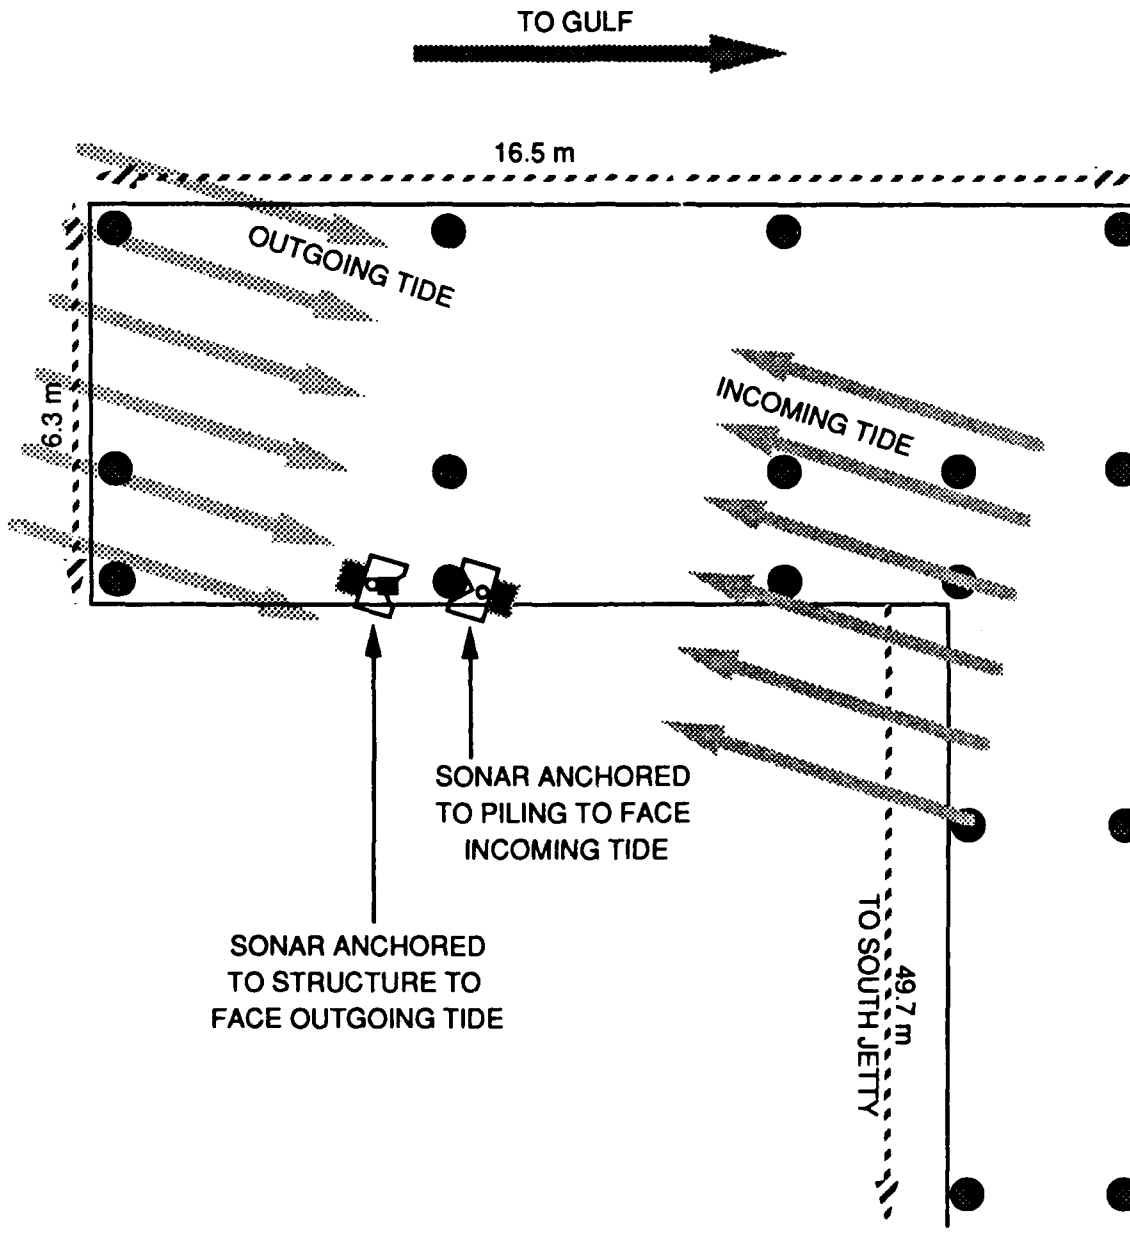 TO GULF
16.5 m
OUTGOING TIDE
6.3 m
INCOMING TIDE
SONAR ANCHORED
TO PILING TO FACE
INCOMING TIDE
SONAR ANCHORED
TO STRUCTURE TO
FACE OUTGOING TIDE
49.7 m
TO SOUTH JETTY